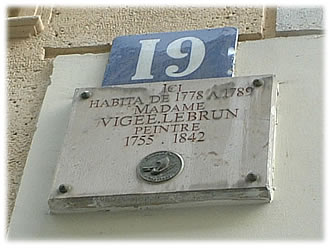 19
ICI
HABITA DE 1778 A 1789
MADAME
VIGEE.LEBRUN
PEINTRE
1755.1842